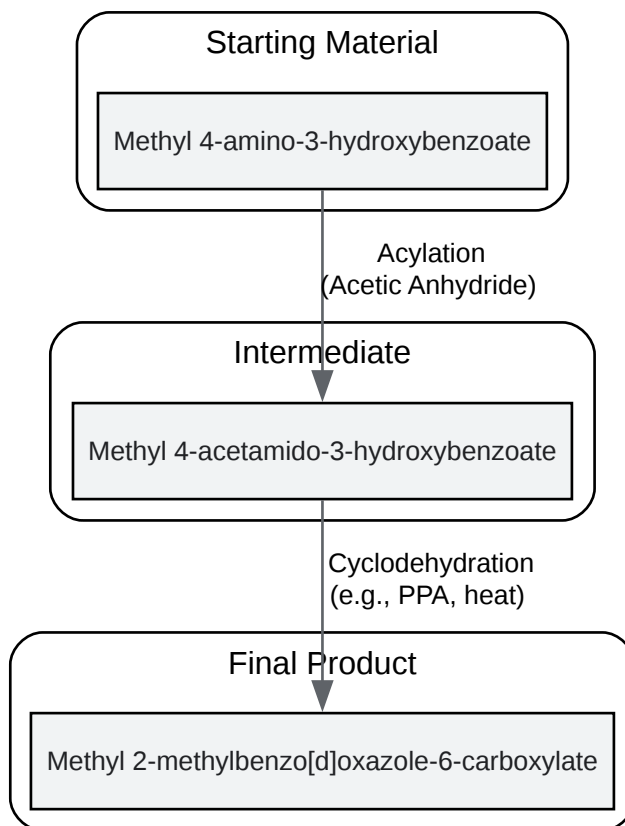 Starting Material
Methyl 4-amino-3-hydroxybenzoate
Acylation
(Acetic Anhydride)
Intermediate
Methyl 4-acetamido-3-hydroxybenzoate
Cyclodehydration
(e.g., PPA, heat)
Final Product
Methyl 2-methylbenzo[d]oxazole-6-carboxylate